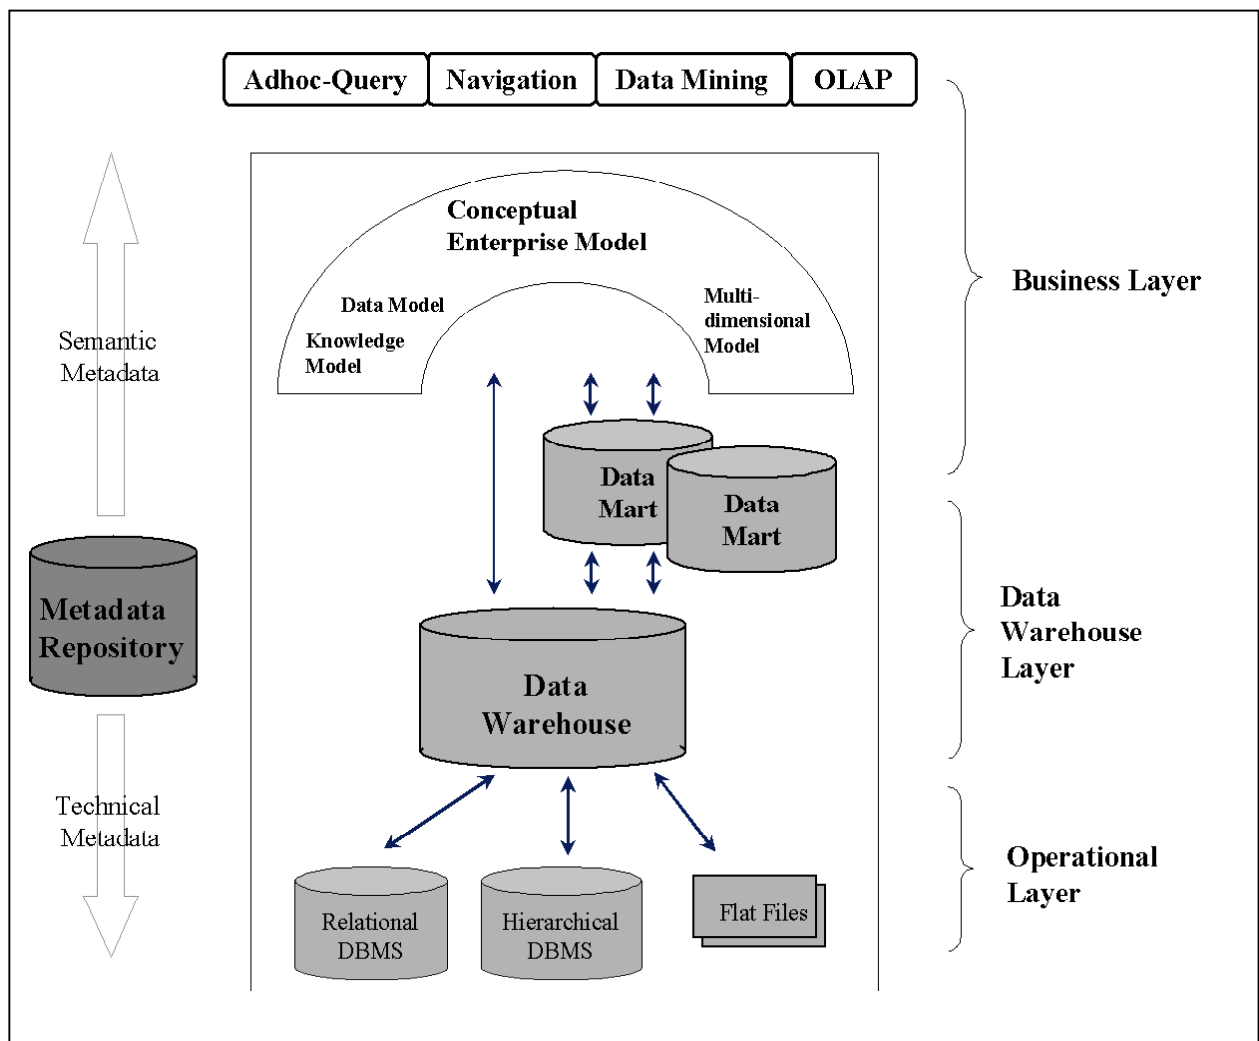 Adhoc-Query Navigation Data Mining OLAP
Conceptual
Enterprise Model
Data Model
Knowledge
Model
Multi-
dimensional
Model
Business Layer
Semantic
Metadata
Data
Mart
Data
Mart
Metadata
Repository
Data
Warehouse
Data
Warehouse
Layer
Technical
Metadata
Relational
DBMS
Hierarchical
DBMS
Flat Files
Operational
Layer